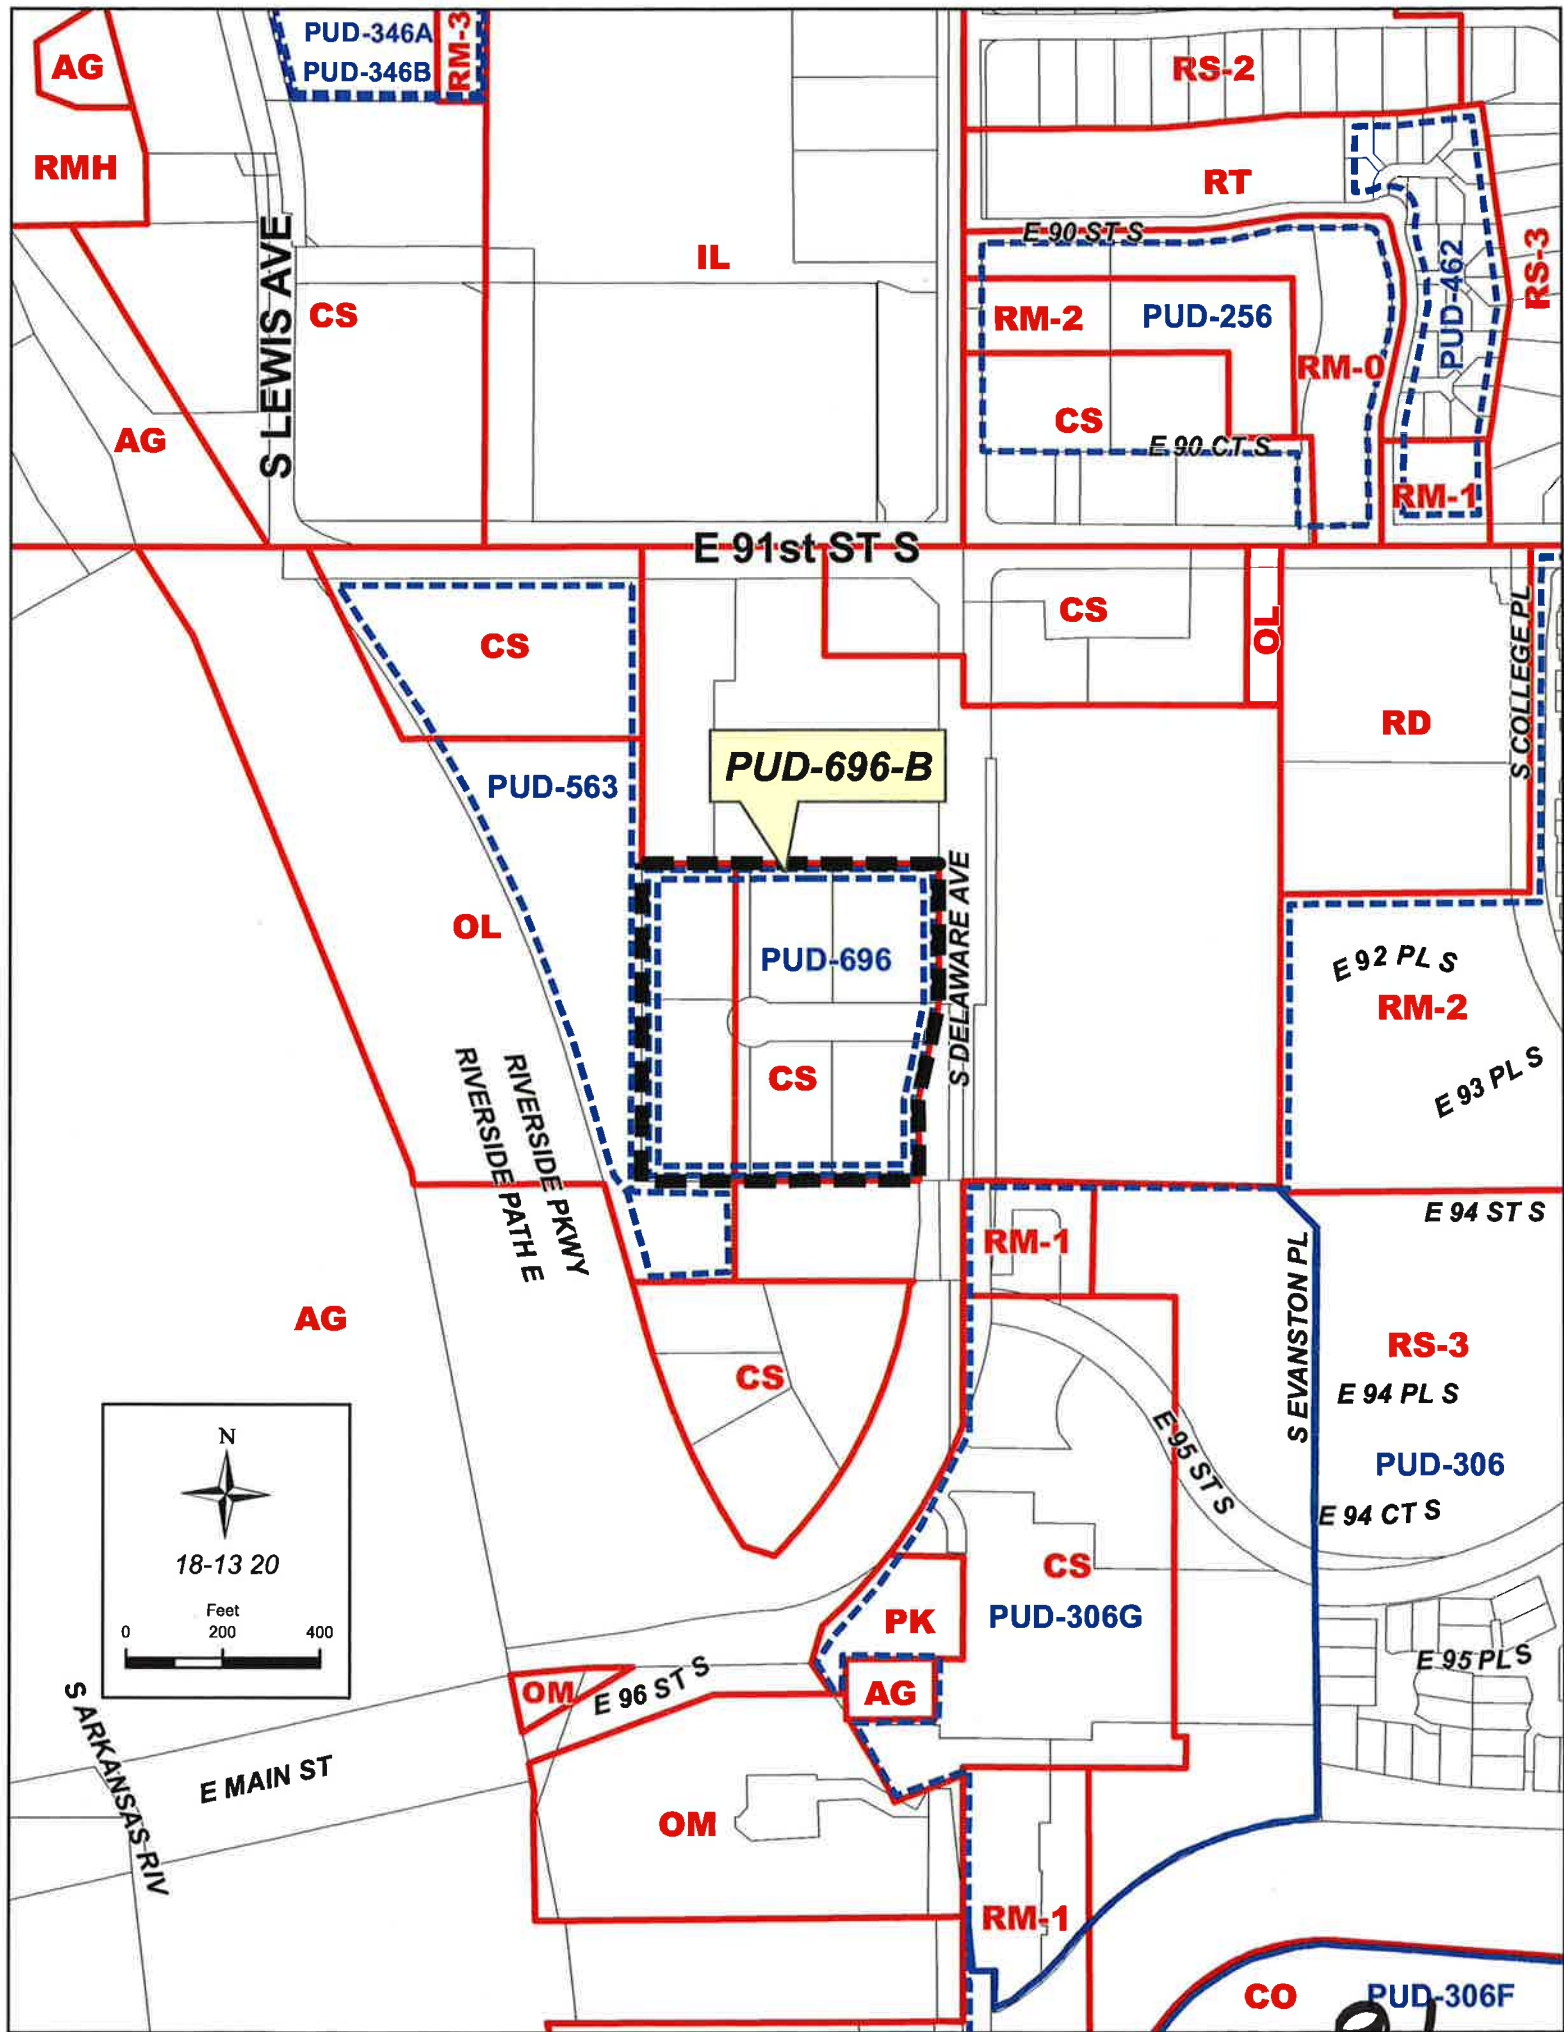 PUD-346A
PUD-346B
RM-3
AG
RS-2
RMH
RT
E 90 ST S
RS-3
PUD-462
IL
S LEWIS AVE
CS
RM-2
PUD-256
RM-0
CS
AG
E 90 CT S
RM-1
E 91st ST S
CS
CS
OL
S COLLEGE PL
RD
PUD-696-B
PUD-563
OL
PUD-696
S DELAWARE AVE
E 92 PL S
RM-2
CS
E 93 PL S
RIVERSIDE PKWY
RIVERSIDE PATH E
E 94 ST S
RM-1
S EVANSTON PL
AG
RS-3
CS
E 94 PL S
E 95 ST S
PUD-306
N
E 94 CT S
18-13 20
CS
Feet
0 200 400
PK
PUD-306G
E 95 PL S
OM
E 96 ST S
AG
S ARKANSAS RIV
E MAIN ST
OM
RM-1
CO
PUD-306F